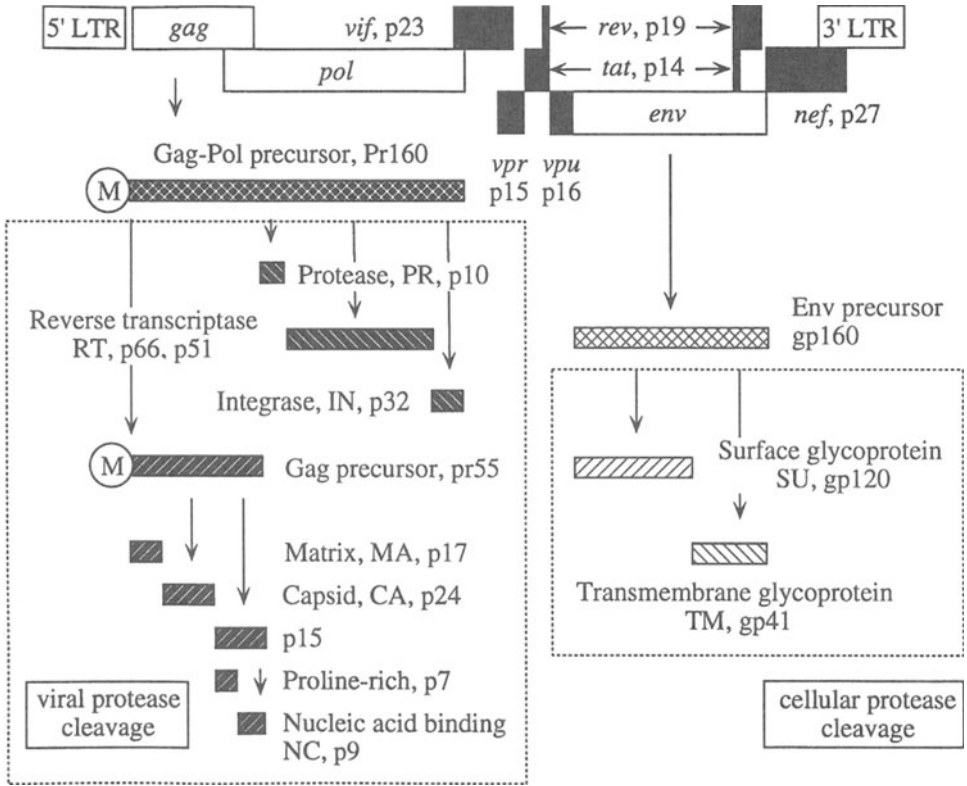 5' LTR
gag
vif, p23
rev, p19
3' LTR
pol
tat, p14
env
nef, p27
Gag-Pol precursor, Pr160
vpr
p15
vpu
p16
M
Protease, PR, p10
Reverse transcriptase
RT, p66, p51
Integrase, IN, p32
Env precursor
gp160
M
Gag precursor, pr55
Surface glycoprotein
SU, gp120
Matrix, MA, p17
Capsid, CA, p24
Transmembrane glycoprotein
TM, gp41
p15
Proline-rich, p7
Nucleic acid binding
NC, p9
viral protease
cleavage
cellular protease
cleavage